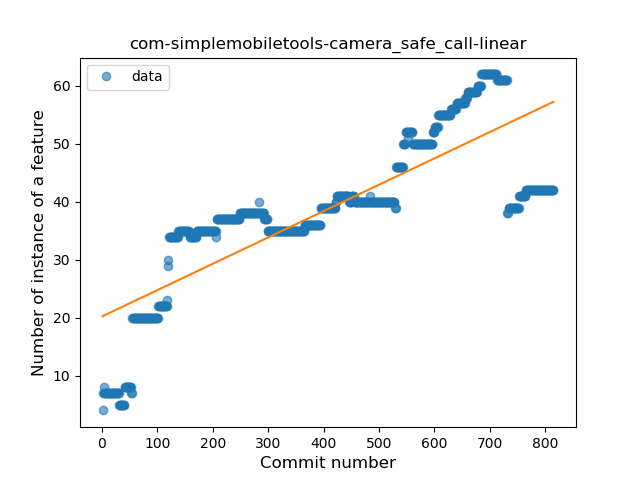 com-simplemobiletools-camera_safe_call-linear
data
Number of instance of a feature
60
50
40
30
20
10
0 100 200 300 400 500 600 700 800
Commit number